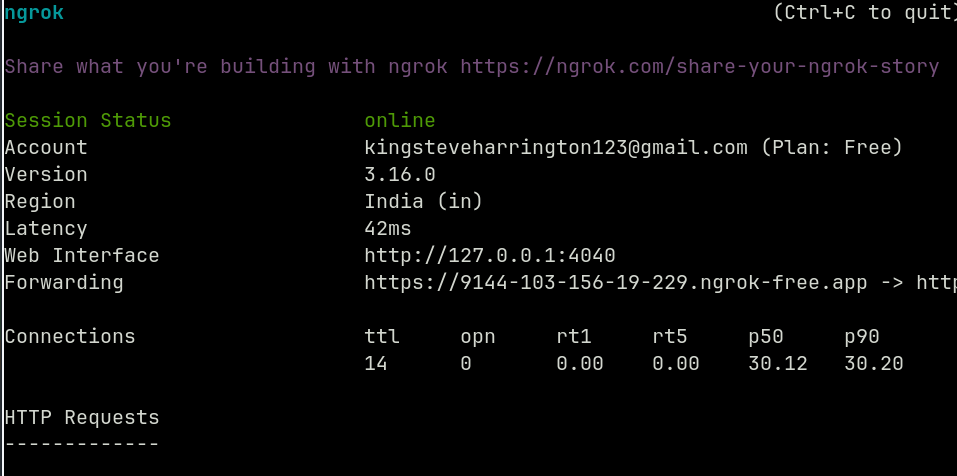 ngrok (Ctrl+C to quit)
Share what you're building with ngrok https://ngrok.com/share-your-ngrok-story
Session Status online
Account kingsteveharrington123@gmail.com (Plan: Free)
Version 3.16.0
Region India (in)
Latency 42ms
Web Interface http://127.0.0.1:4040
Forwarding https://9144-103-156-19-229.ngrok-free.app -> http
Connections ttl opn rt1 rt5 p50 p90
14 0 0.00 0.00 30.12 30.20
HTTP Requests
-------------